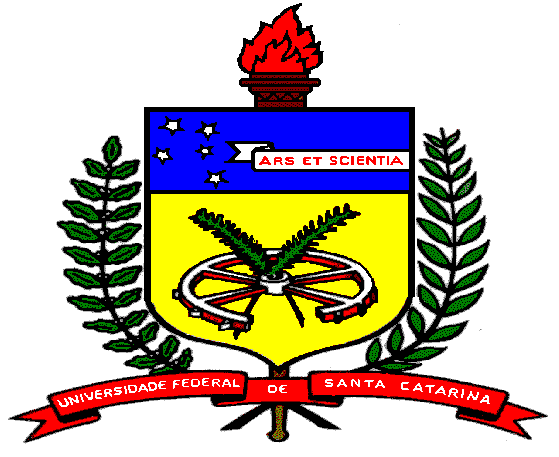 ARS ET SCIENTIA
UNIVERSIDADE FEDERAL DE SANTA CATARINA